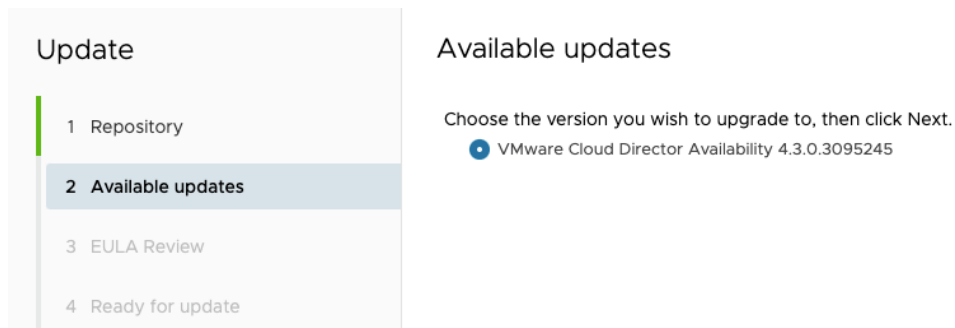 Update
1 Repository
2 Available updates
3 EULA Review
4 Ready for update
Available updates
Choose the version you wish to upgrade to, then click Next.
VMware Cloud Director Availability 4.3.0.3095245